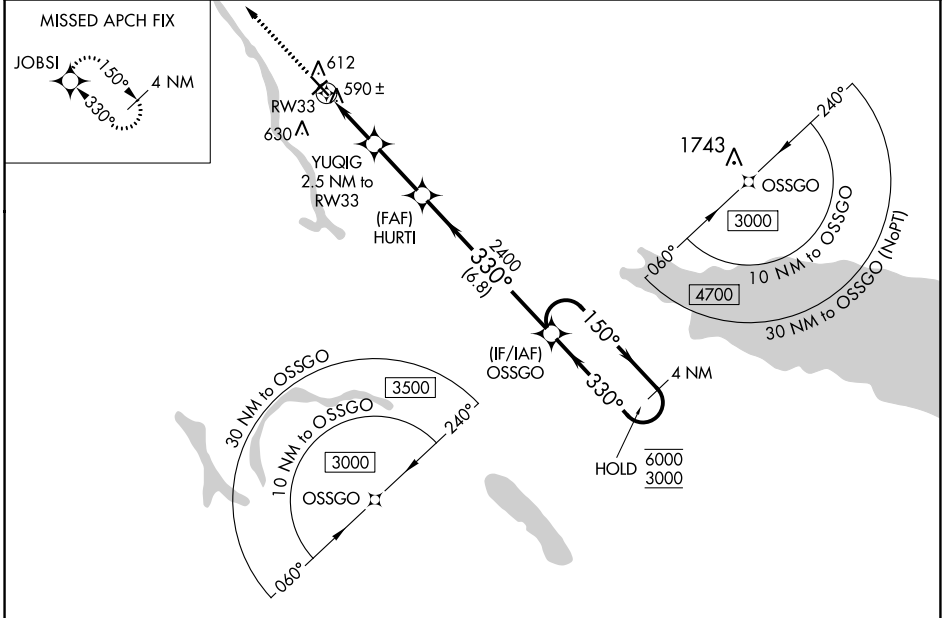 MISSED APCH FIX
JOBSI
150°
330°
4 NM
612
590 ±
RW33
630
YUQIG
2.5 NM to
RW33
(FAF)
HURTI
2400
330°
(6.8)
(IF/IAF)
OSSGO
150°
330°
4 NM
HOLD
6000
3000
1743
240°
OSSGO
3000
060°
10 NM to OSSGO
4700
30 NM to OSSGO (NoPT)
30 NM to OSSGO
3500
10 NM to OSSGO
240°
3000
OSSGO
060°